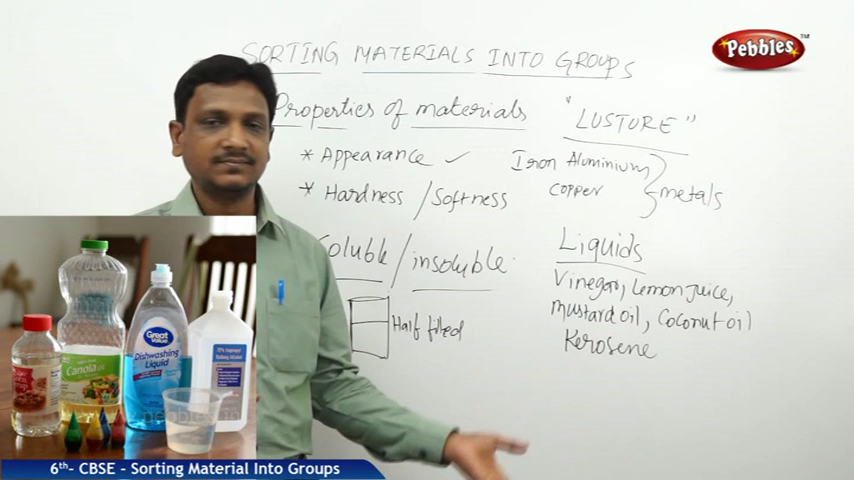 SORTING MATERIALS INTO GROUPS
Pebbles™
Properties of materials
"LUSTORE"
* Appearance ✓
Iron Aluminium,
copper
} metals
* Hardness / Softness
Soluble / insoluble.
Half filled
Liquids
Vinegar, Lemon juice,
Mustard oil, Coconut oil
Kerosene
Canola
Great Value
Dishwashing
Liquid
pebbles.in
6th- CBSE - Sorting Material Into Groups